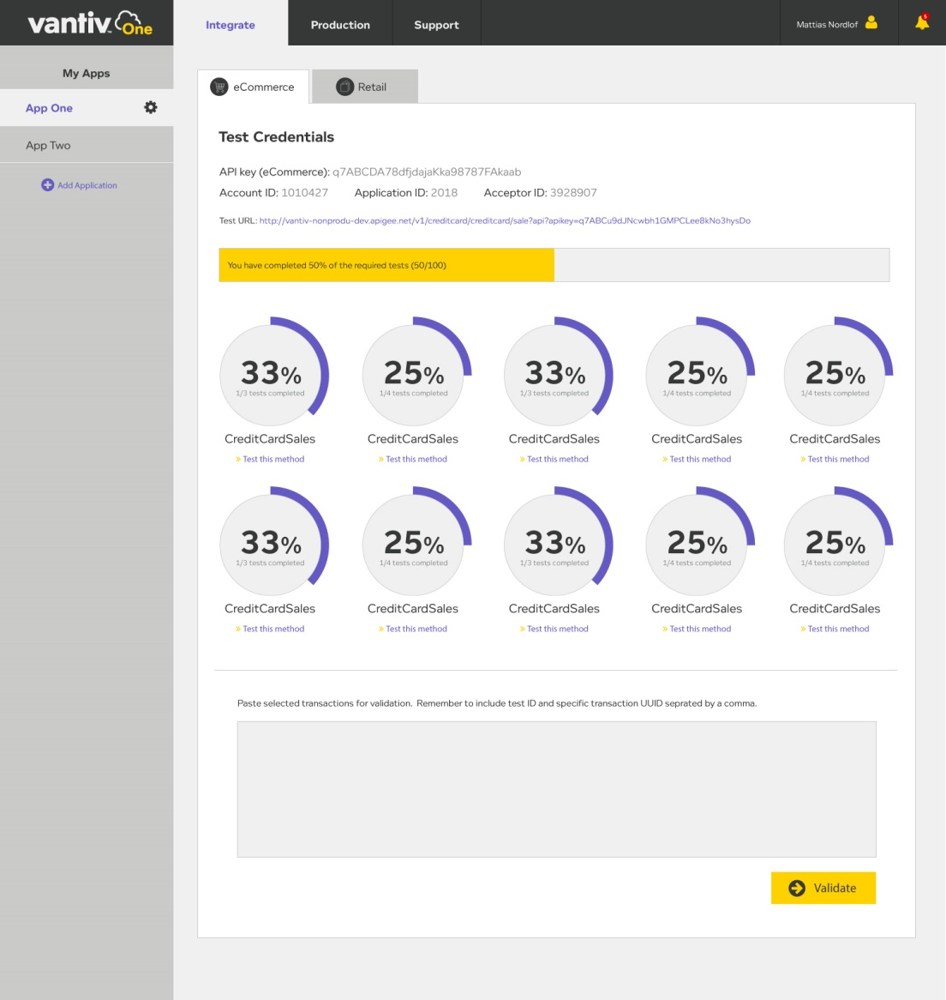 vantiv One
Integrate
Production
Support
Mattias Nordlof
5
My Apps
App One
App Two
Add Application
eCommerce
Retail
Test Credentials
API key (eCommerce): q7ABCDA78dfjdajaKka98787FAkaab
Account ID: 1010427 Application ID: 2018 Acceptor ID: 3928907
Test URL: http://vantiv-nonprodu-dev.apigee.net/v1/creditcard/creditcard/sale?api?apikey=q7ABCu9dJNcwbh1GMPCLee8kNo3hysDo
You have completed 50% of the required tests (50/100)
33% 25% 33% 25% 25%
1/3 tests completed 1/4 tests completed 1/3 tests completed 1/4 tests completed 1/4 tests completed
CreditCardSales CreditCardSales CreditCardSales CreditCardSales CreditCardSales
» Test this method » Test this method » Test this method » Test this method » Test this method
33% 25% 33% 25% 25%
1/3 tests completed 1/4 tests completed 1/3 tests completed 1/4 tests completed 1/4 tests completed
CreditCardSales CreditCardSales CreditCardSales CreditCardSales CreditCardSales
» Test this method » Test this method » Test this method » Test this method » Test this method
Paste selected transactions for validation. Remember to include test ID and specific transaction UUID seprated by a comma.
Validate